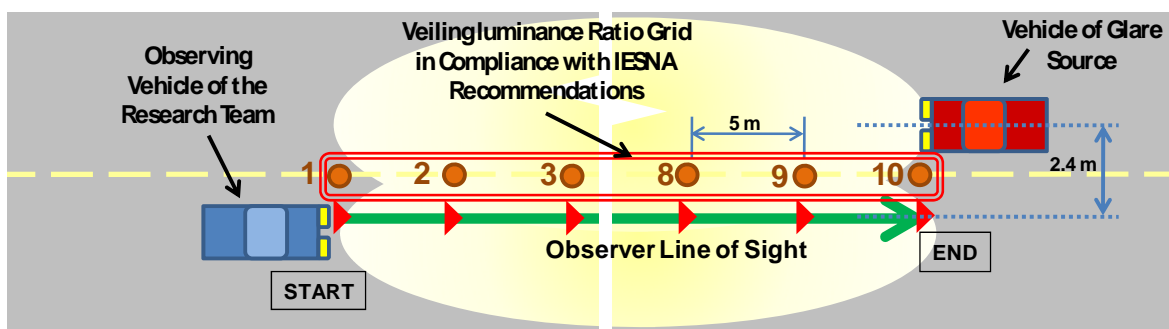 Observing
Vehicle of the
Research Team
Veiling luminance Ratio Grid
in Compliance with IESNA
Recommendations
Vehicle of Glare
Source
5 m
2.4 m
1
2
3
8
9
10
Observer Line of Sight
START
END